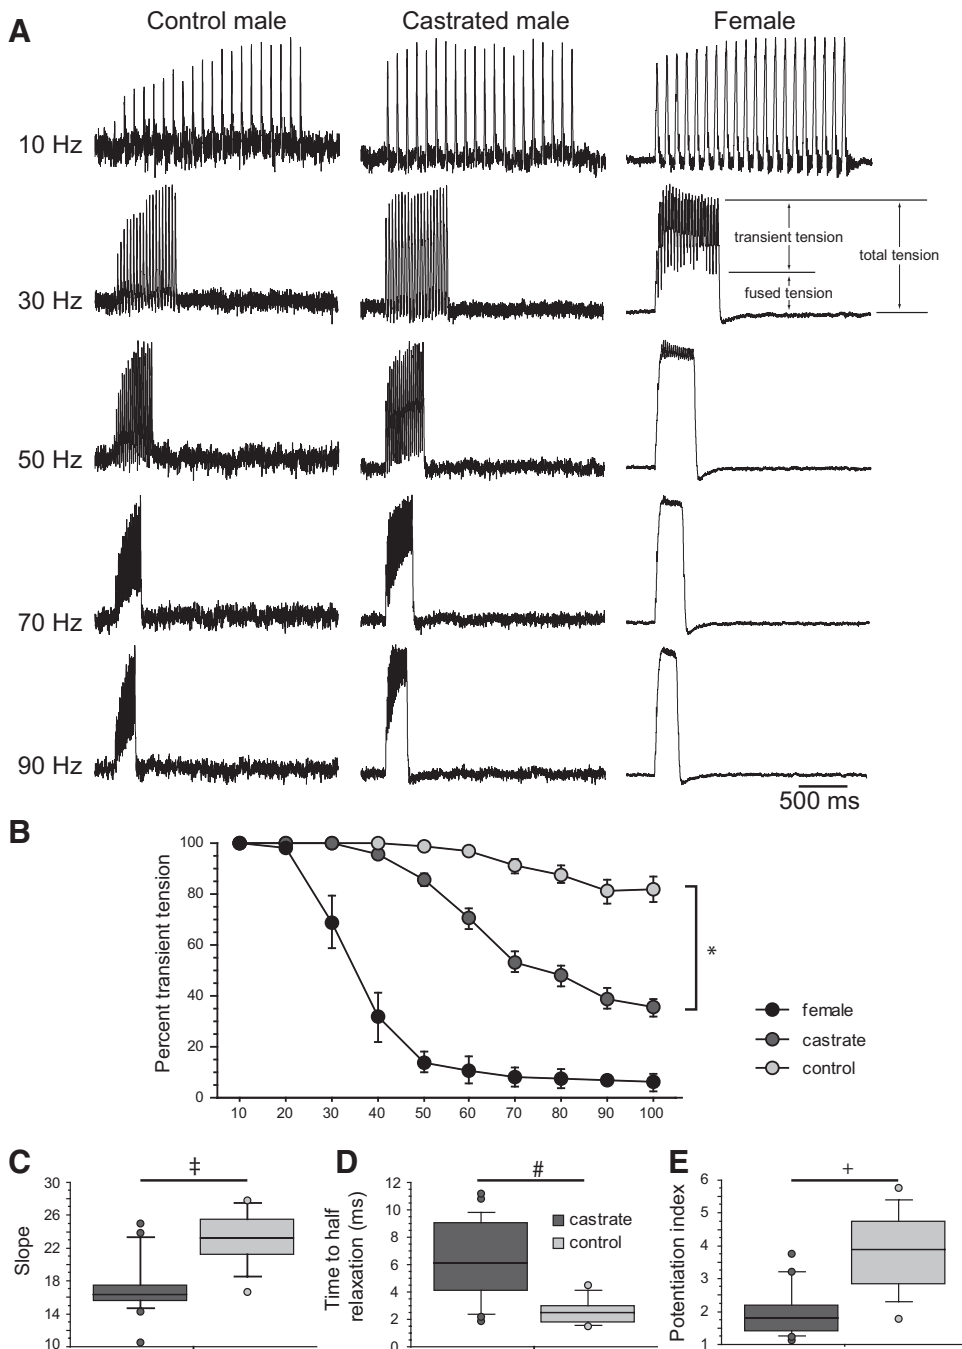 A
Control male
Castrated male
Female
10 Hz
30 Hz
transient tension
total tension
fused tension
50 Hz
70 Hz
90 Hz
500 ms
B
Percent transient tension
100
80
60
40
20
0
10 20 30 40 50 60 70 80 90 100
*
female
castrate
control
C
‡
Slope
30
26
22
18
14
10
D
#
Time to half
relaxation (ms)
12
10
8
6
4
2
0
castrate
control
E
+
Potentiation index
6
5
4
3
2
1